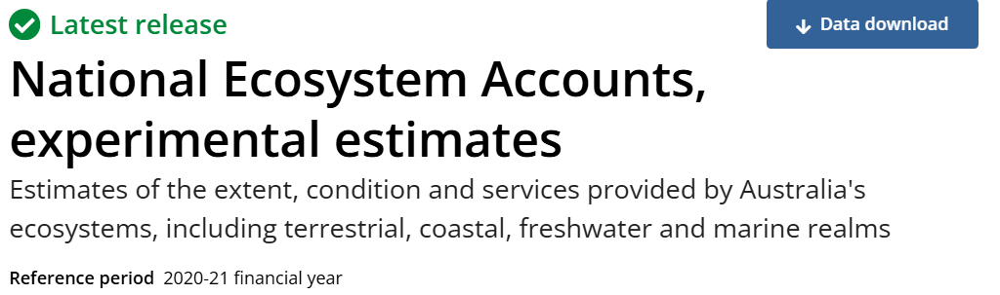 Latest release
Data download
National Ecosystem Accounts,
experimental estimates
Estimates of the extent, condition and services provided by Australia's
ecosystems, including terrestrial, coastal, freshwater and marine realms
Reference period 2020-21 financial year